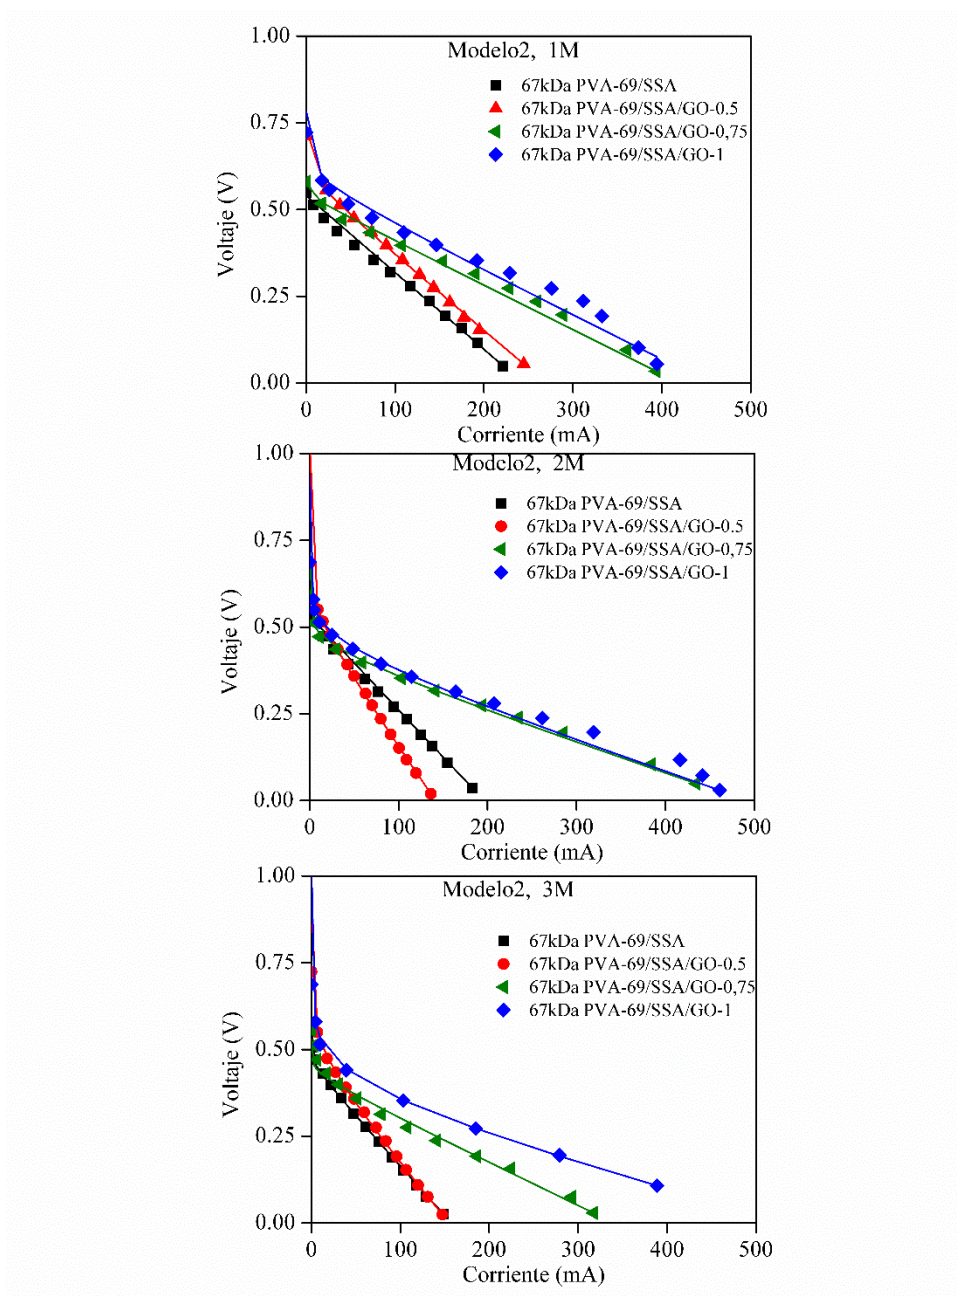 1.00
Modelo2, 1M
67kDa PVA-69/SSA
67kDa PVA-69/SSA/GO-0.5
0.75
67kDa PVA-69/SSA/GO-0,75
67kDa PVA-69/SSA/GO-1
Voltaje (V)
0.50
0.25
0.00
0 100 200 300 400 500
Corriente (mA)
1.00
Modelo2, 2M
67kDa PVA-69/SSA
67kDa PVA-69/SSA/GO-0.5
0.75
67kDa PVA-69/SSA/GO-0,75
67kDa PVA-69/SSA/GO-1
Voltaje (V)
0.50
0.25
0.00
0 100 200 300 400 500
Corriente (mA)
1.00
Modelo2, 3M
67kDa PVA-69/SSA
67kDa PVA-69/SSA/GO-0.5
0.75
67kDa PVA-69/SSA/GO-0,75
67kDa PVA-69/SSA/GO-1
Voltaje (V)
0.50
0.25
0.00
0 100 200 300 400 500
Corriente (mA)